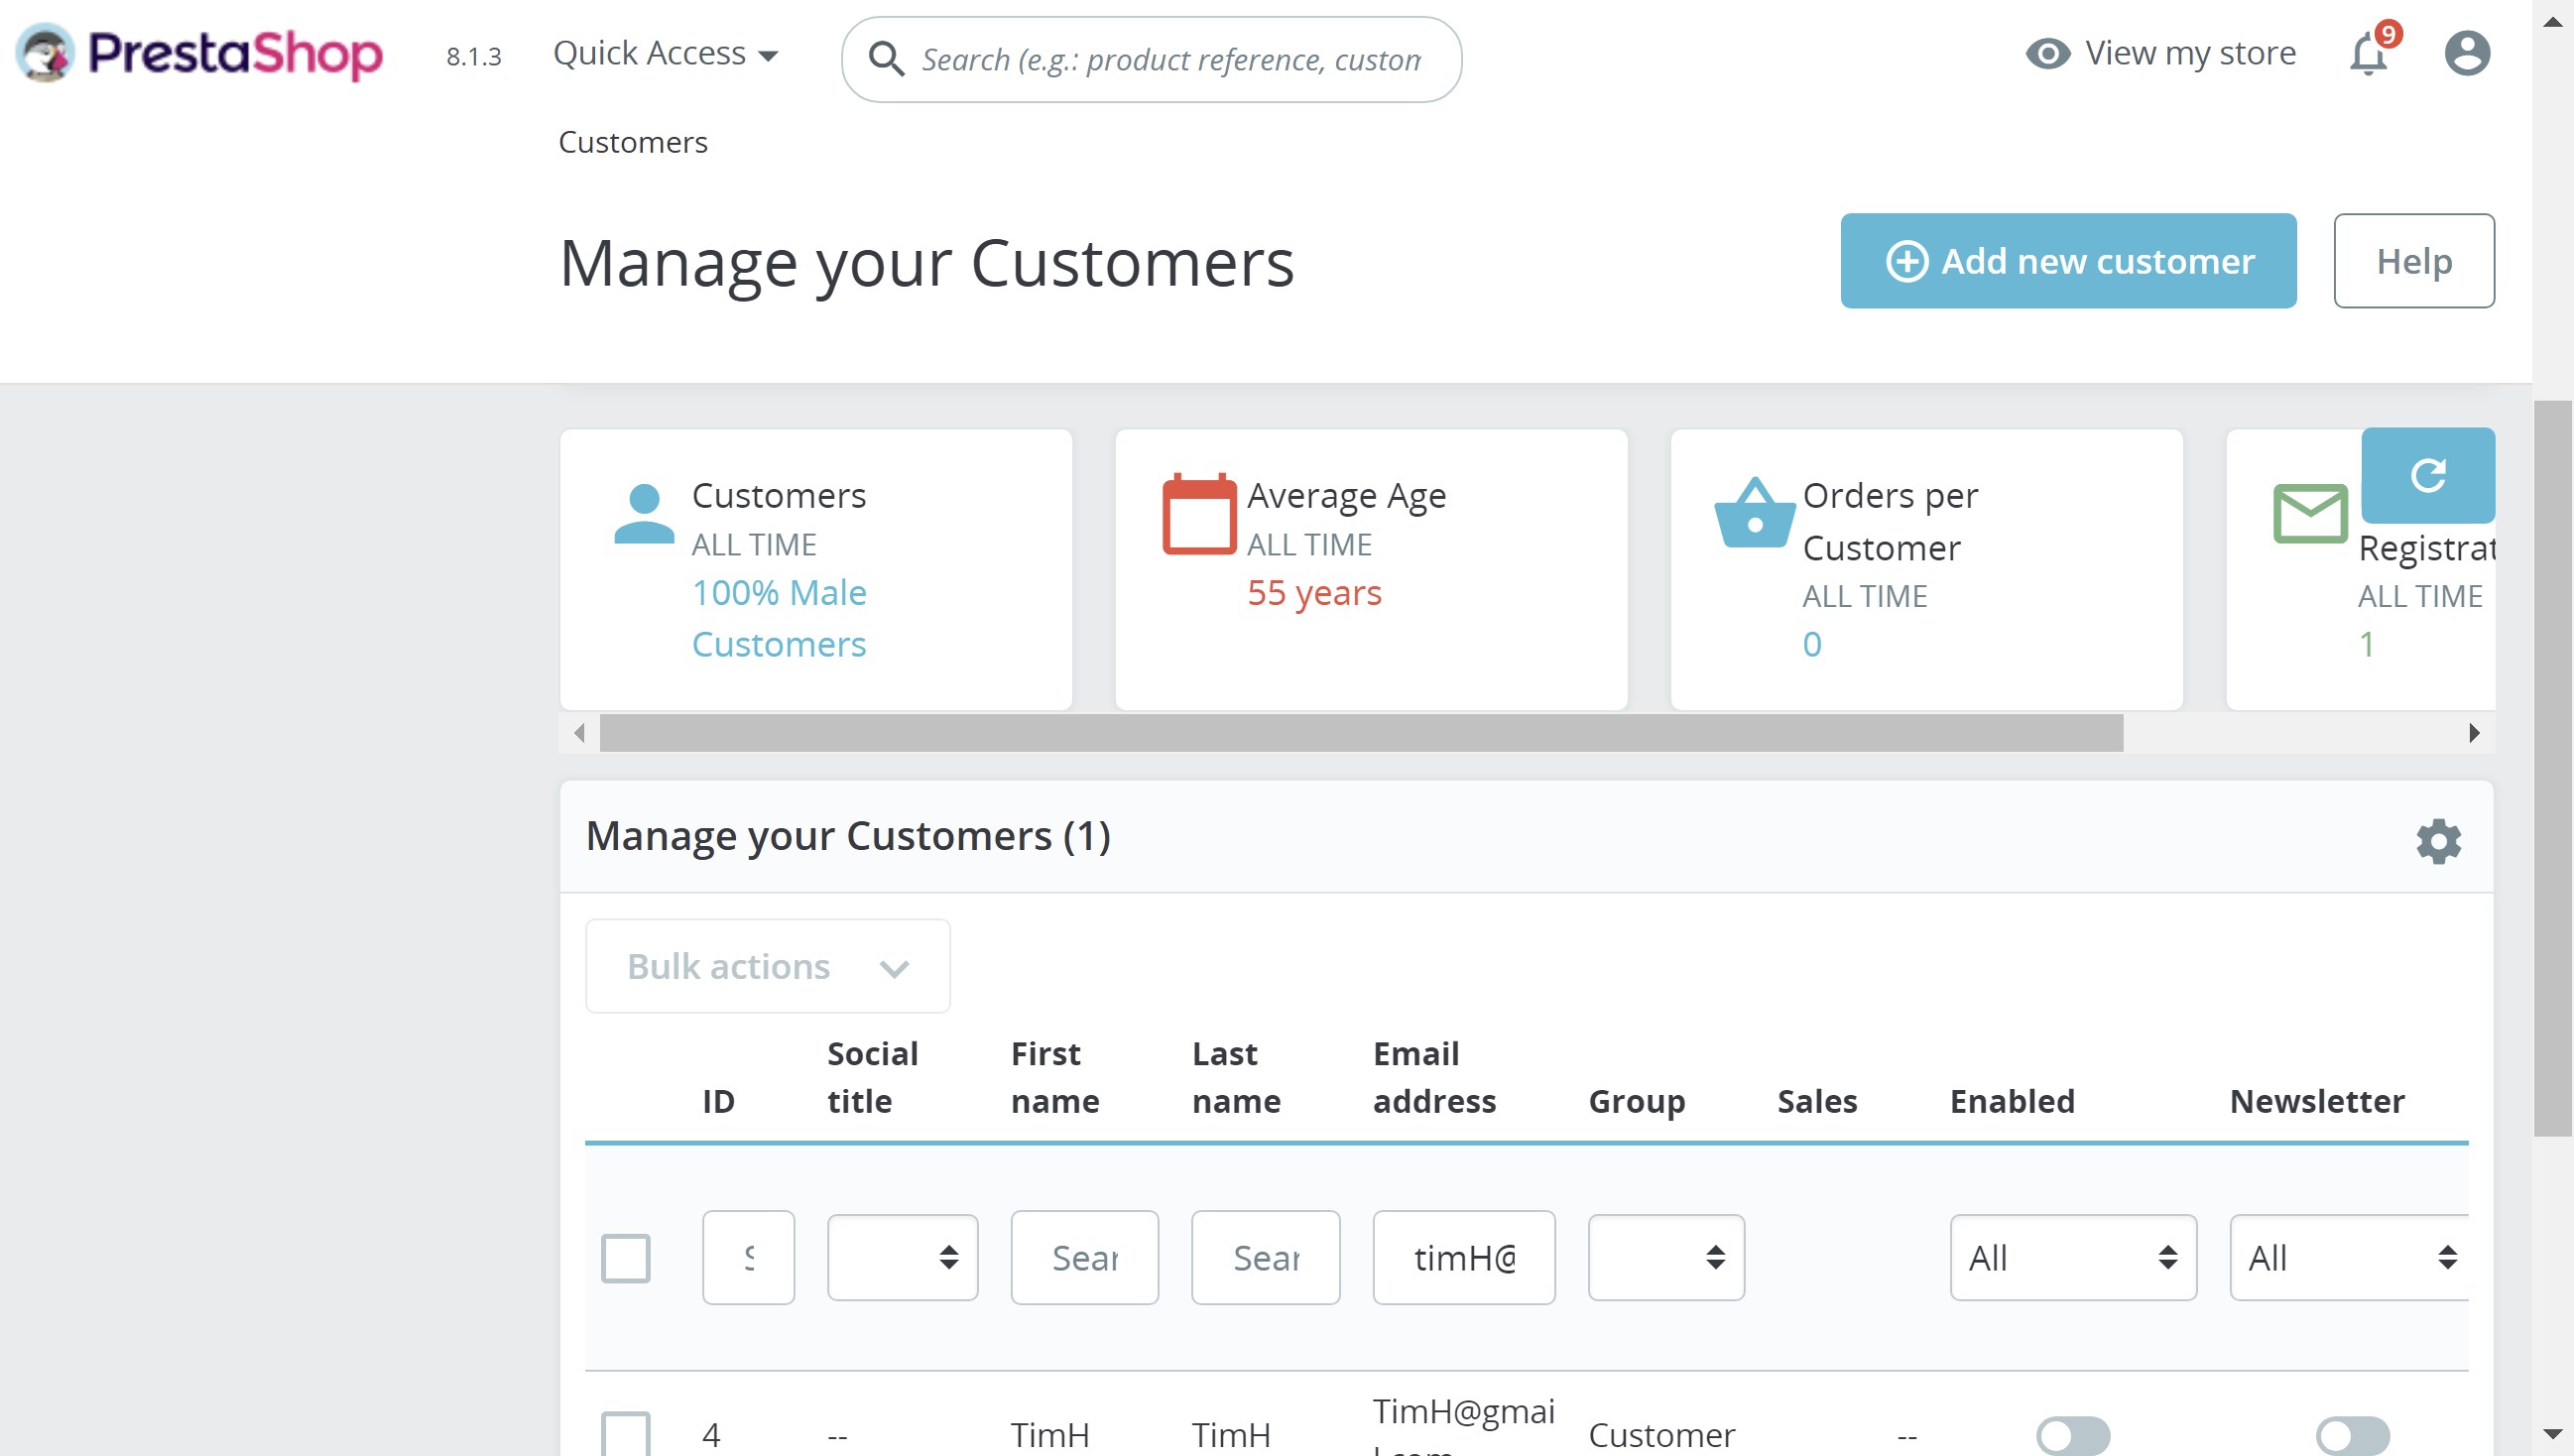 PrestaShop
8.1.3
Quick Access
Search (e.g.: product reference, custom
View my store
9
Customers
Manage your Customers
Add new customer
Help
Customers
ALL TIME
100% Male
Customers
Average Age
ALL TIME
55 years
Orders per
Customer
ALL TIME
0
Registrat
ALL TIME
1
Manage your Customers (1)
Bulk actions
ID
Social
title
First
name
Last
name
Email
address
Group
Sales
Enabled
Newsletter
S
Sear
Sear
timH@
All
All
4
--
TimH
TimH
TimH@gmai
l.com
Customer
--